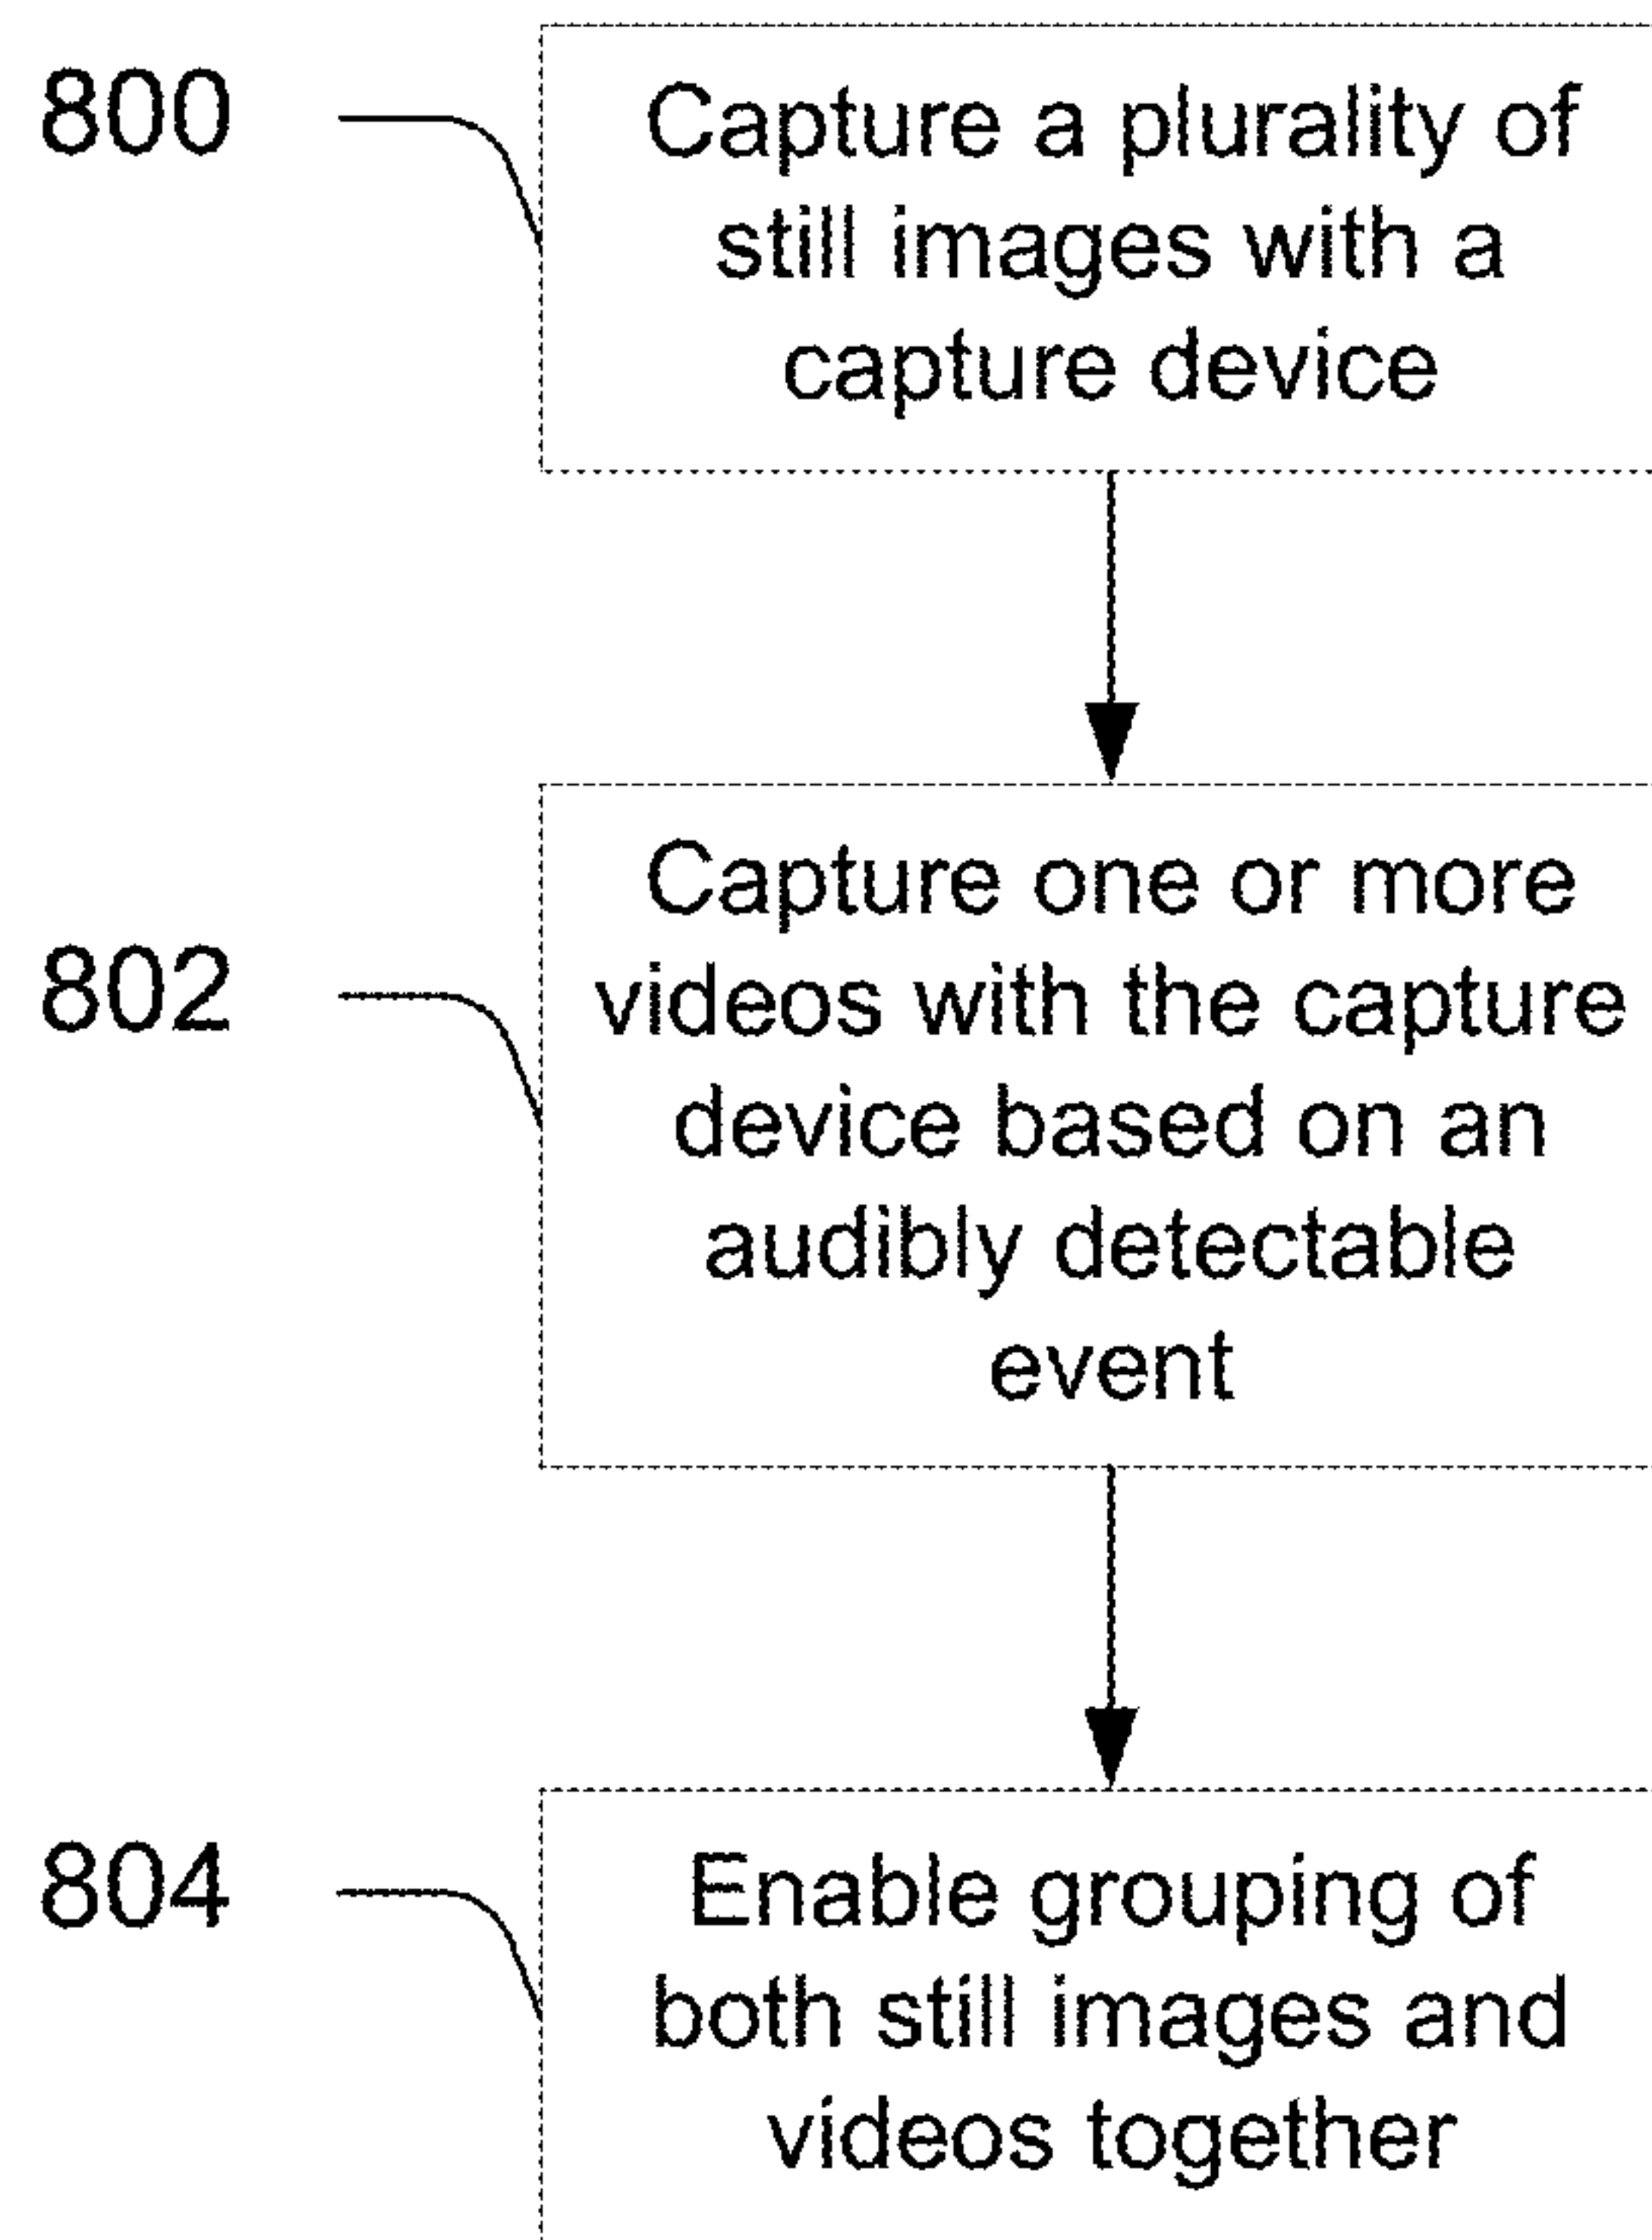 800
Capture a plurality of
still images with a
capture device
802
Capture one or more
videos with the capture
device based on an
audibly detectable
event
804
Enable grouping of
both still images and
videos together